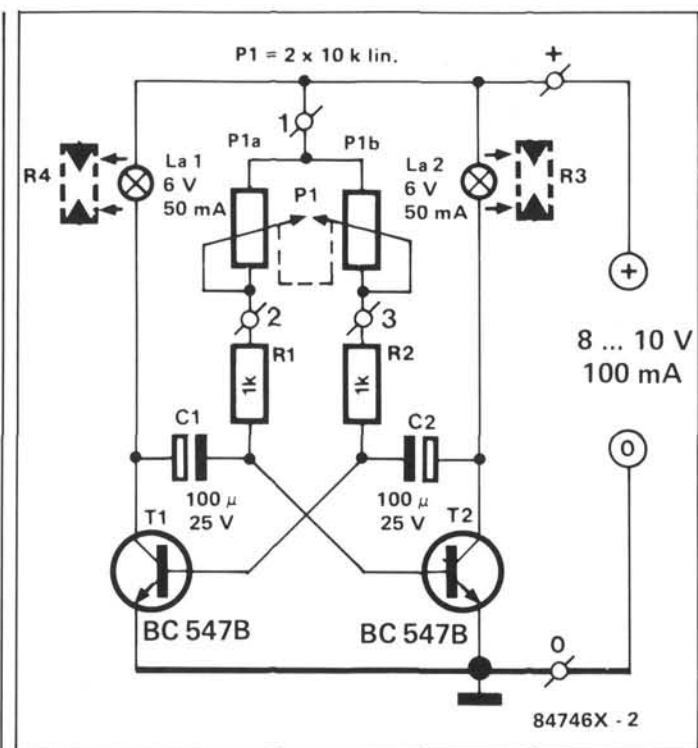 P1 = 2 x 10 k lin.
+
1
P1a
P1b
R4
La 1
6 V
50 mA
P1
La 2
6 V
50 mA
R3
2
3
+
R1
1k
R2
1k
8 ... 10 V
100 mA
C1
100 μ
25 V
C2
100 μ
25 V
0
T1
T2
BC 547B
BC 547B
0
84746X - 2